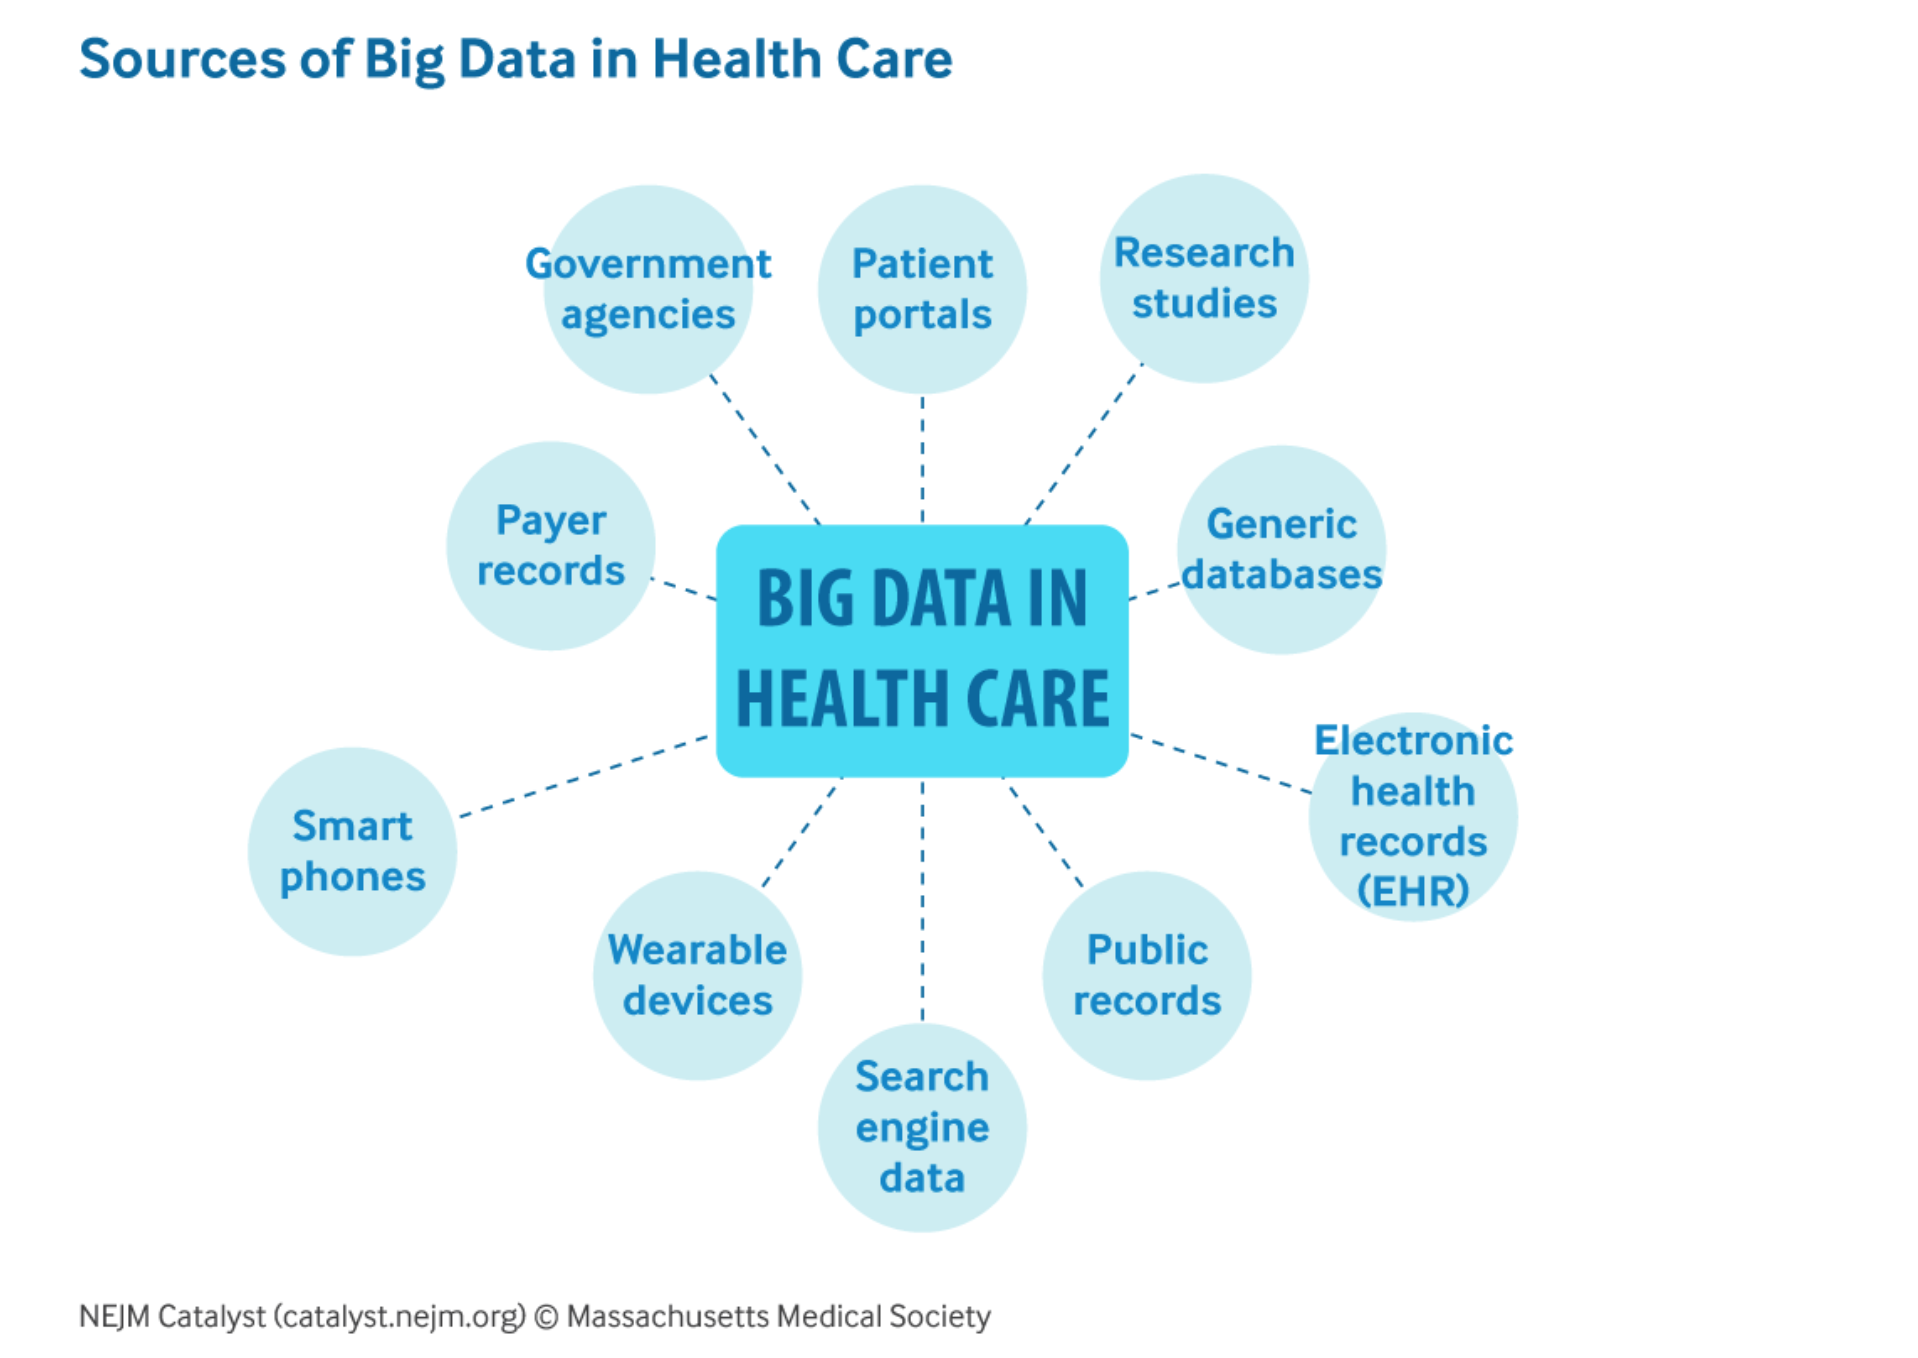 Sources of Big Data in Health Care
Government
agencies
Patient
portals
Research
studies
Payer
records
Generic
databases
BIG DATA IN
HEALTH CARE
Smart
phones
Electronic
health
records
(EHR)
Wearable
devices
Public
records
Search
engine
data
NEJM Catalyst (catalyst.nejm.org) © Massachusetts Medical Society